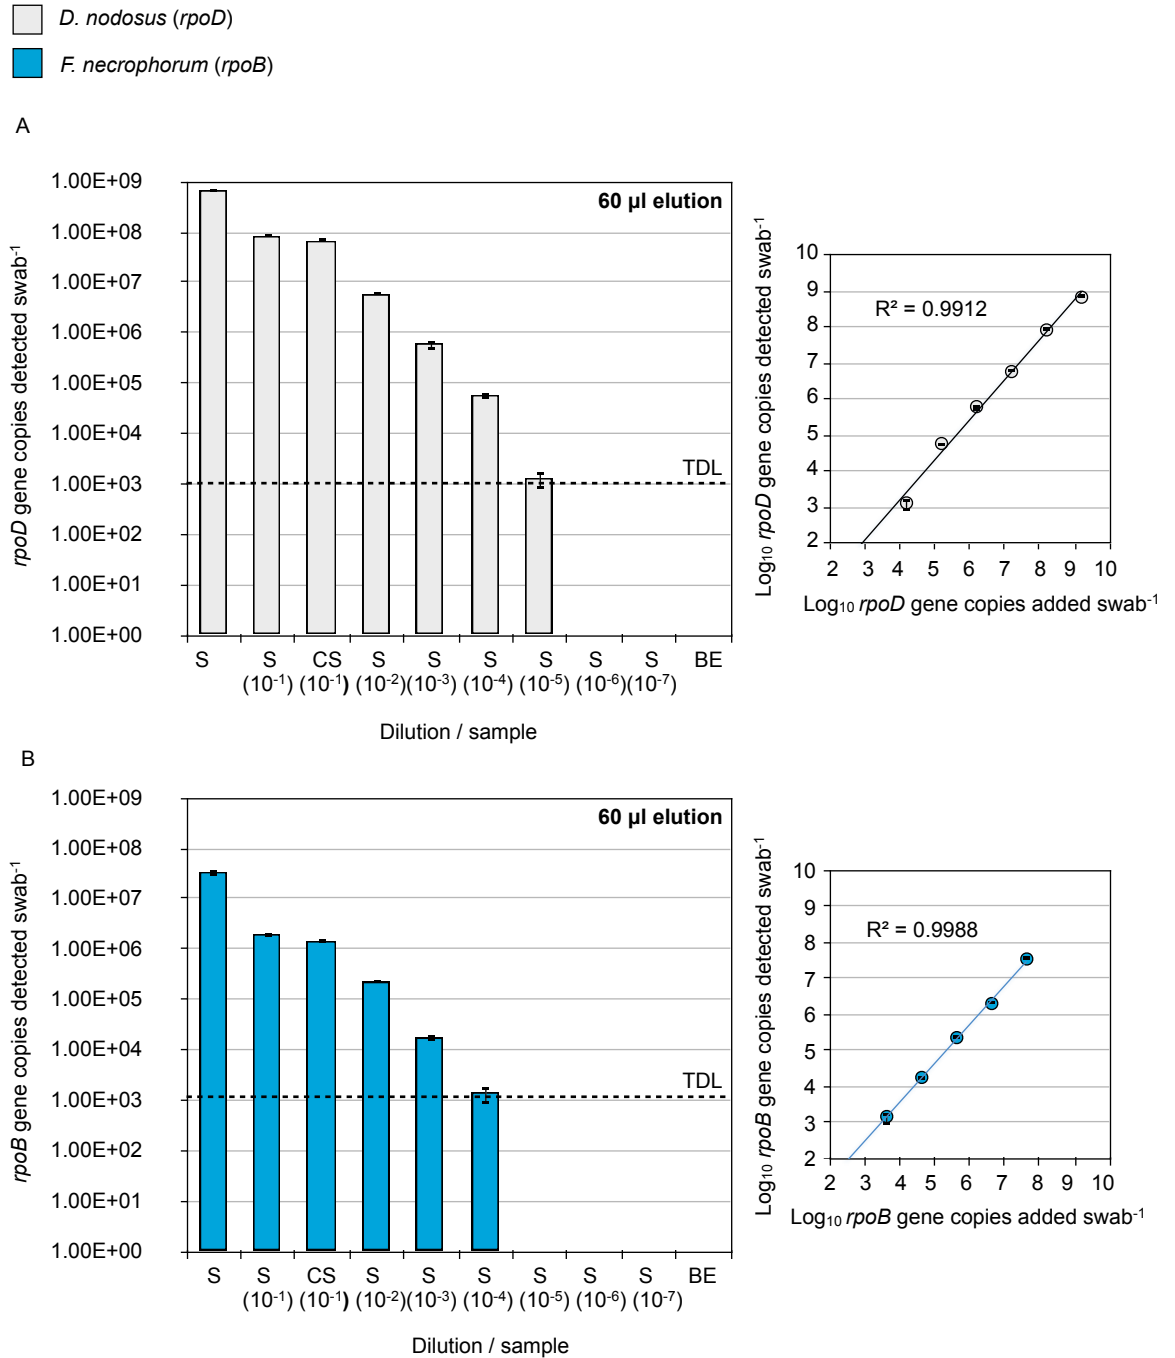 D. nodosus (rpoD)
F. necrophorum (rpoB)
A
60 µl elution
1.00E+09
1.00E+08
1.00E+07
1.00E+06
1.00E+05
1.00E+04
1.00E+03
1.00E+02
1.00E+01
1.00E+00
rpoD gene copies detected swab⁻¹
TDL
S S CS S S S S S S BE
(10⁻¹) (10⁻¹) (10⁻²) (10⁻³) (10⁻⁴) (10⁻⁵) (10⁻⁶) (10⁻⁷)
Dilution / sample
Log₁₀ rpoD gene copies detected swab⁻¹
10
9
8
7
6
5
4
3
2
R² = 0.9912
2 3 4 5 6 7 8 9 10
Log₁₀ rpoD gene copies added swab⁻¹
B
60 µl elution
1.00E+09
1.00E+08
1.00E+07
1.00E+06
1.00E+05
1.00E+04
1.00E+03
1.00E+02
1.00E+01
1.00E+00
rpoB gene copies detected swab⁻¹
TDL
S S CS S S S S S S BE
(10⁻¹) (10⁻¹) (10⁻²) (10⁻³) (10⁻⁴) (10⁻⁵) (10⁻⁶) (10⁻⁷)
Dilution / sample
Log₁₀ rpoB gene copies detected swab⁻¹
10
9
8
7
6
5
4
3
2
R² = 0.9988
2 3 4 5 6 7 8 9 10
Log₁₀ rpoB gene copies added swab⁻¹